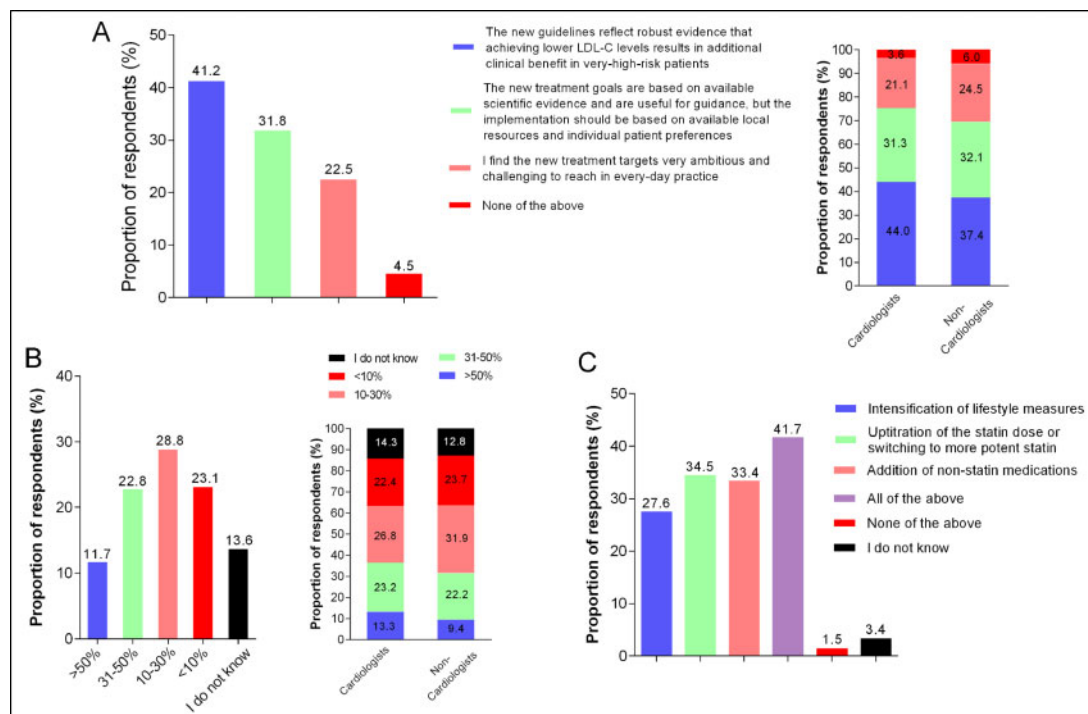 A
Proportion of respondents (%)
50
40
30
20
10
0
41.2
31.8
22.5
4.5
The new guidelines reflect robust evidence that
achieving lower LDL-C levels results in additional
clinical benefit in very-high-risk patients
The new treatment goals are based on available
scientific evidence and are useful for guidance, but the
implementation should be based on available local
resources and individual patient preferences
I find the new treatment targets very ambitious and
challenging to reach in every-day practice
None of the above
Proportion of respondents (%)
100
90
80
70
60
50
40
30
20
10
0
3.6
21.1
31.3
44.0
6.0
24.5
32.1
37.4
Cardiologists
Non-
Cardiologists
B
Proportion of respondents (%)
40
30
20
10
0
11.7
22.8
28.8
23.1
13.6
>50%
31-50%
10-30%
<10%
I do not know
I do not know
<10%
10-30%
31-50%
>50%
Proportion of respondents (%)
100
90
80
70
60
50
40
30
20
10
0
14.3
22.4
26.8
23.2
13.3
12.8
23.7
31.9
22.2
9.4
Cardiologists
Non-
Cardiologists
C
Proportion of respondents (%)
50
40
30
20
10
0
27.6
34.5
33.4
41.7
1.5
3.4
Intensification of lifestyle measures
Uptitration of the statin dose or
switching to more potent statin
Addition of non-statin medications
All of the above
None of the above
I do not know